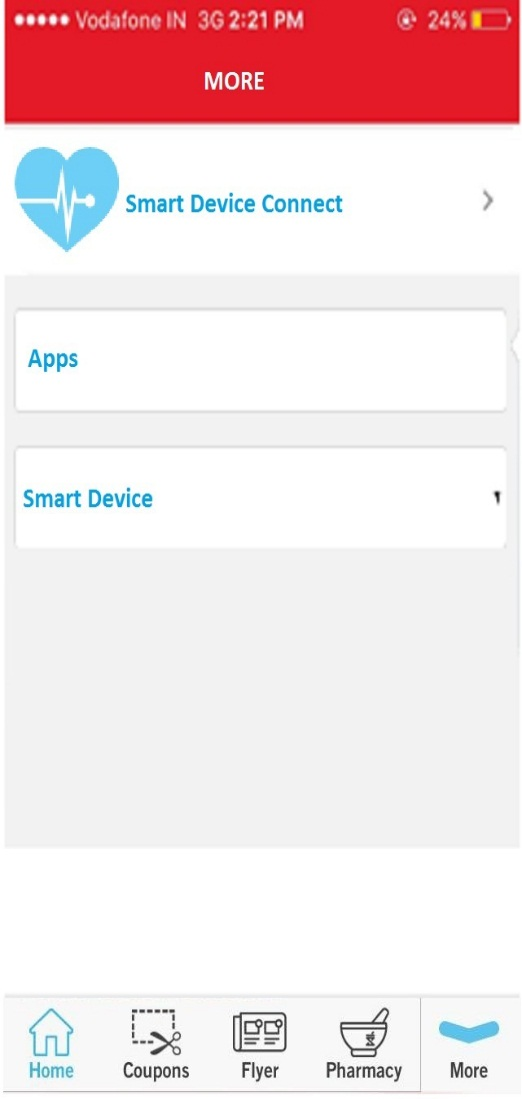 Vodafone IN 3G 2:21 PM 24%
MORE
Smart Device Connect
Apps
Smart Device
Home Coupons Flyer Pharmacy More